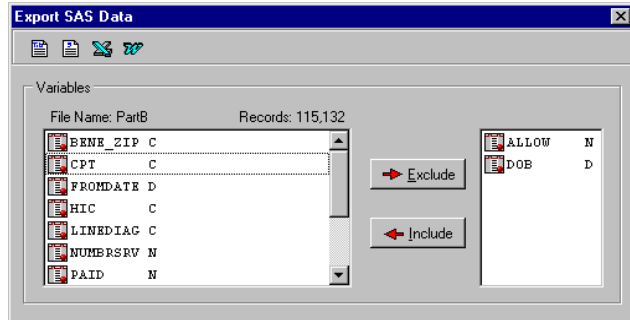 Export SAS Data
Variables
File Name: PartB Records: 115,132
BENE_ZIP C
CPT C
FROMDATE D
HIC C
LINEDIAG C
NUMBRSRV N
PAID N
Exclude
Include
ALLOW N
DOB D